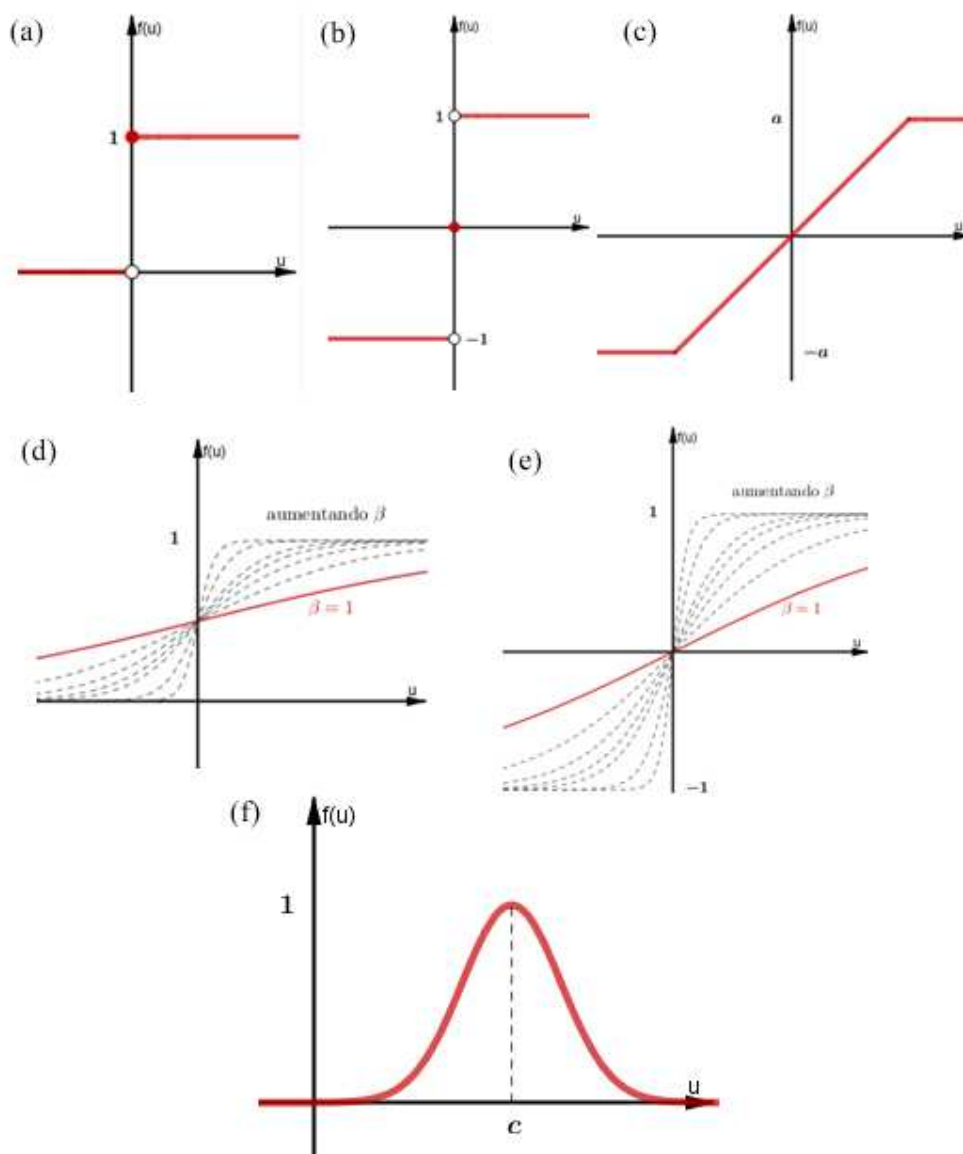 (a)
f(u)
1
u
(b)
f(u)
1
u
−1
(c)
f(u)
a
u
−a
(d)
f(u)
aumentando β
1
β = 1
u
(e)
f(u)
aumentando β
1
β = 1
u
−1
(f)
f(u)
1
u
c